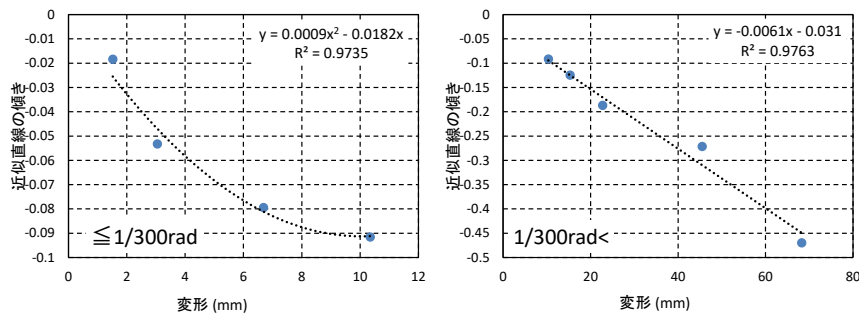 0
-0.01
-0.02
-0.03
-0.04
-0.05
-0.06
-0.07
-0.08
-0.09
-0.1
近似直線の傾き
y = 0.0009x² - 0.0182x
R² = 0.9735
≦1/300rad
0 2 4 6 8 10 12
変形 (mm)
0
-0.05
-0.1
-0.15
-0.2
-0.25
-0.3
-0.35
-0.4
-0.45
-0.5
近似直線の傾き
y = -0.0061x - 0.031
R² = 0.9763
1/300rad<
0 20 40 60 80
変形 (mm)